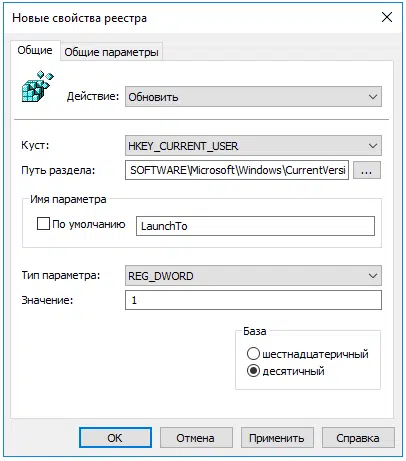 Новые свойства реестра
Общие Общие параметры
Действие: Обновить
Куст: HKEY_CURRENT_USER
Путь раздела: SOFTWARE\Microsoft\Windows\CurrentVersi ...
Имя параметра
По умолчанию LaunchTo
Тип параметра: REG_DWORD
Значение: 1
База
шестнадцатеричный
десятичный
ОК Отмена Применить Справка